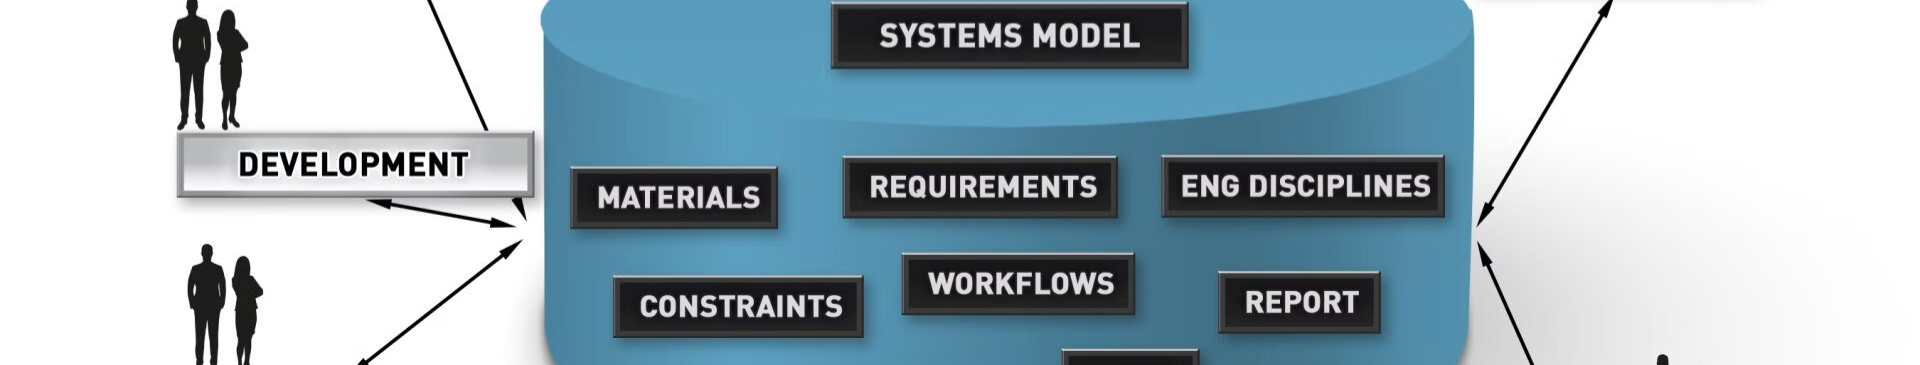 SYSTEMS MODEL
DEVELOPMENT
MATERIALS
REQUIREMENTS
ENG DISCIPLINES
CONSTRAINTS
WORKFLOWS
REPORT